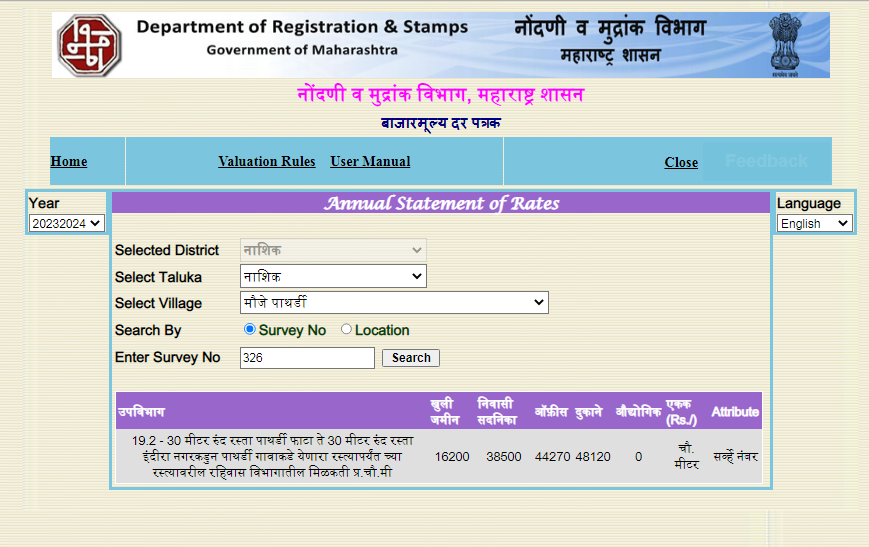 Department of Registration & Stamps
Government of Maharashtra
नोंदणी व मुद्रांक विभाग
महाराष्ट्र शासन
नोंदणी व मुद्रांक विभाग, महाराष्ट्र शासन
बाजारमूल्य दर पत्रक
Home Valuation Rules User Manual Close Feedback
Year Annual Statement of Rates Language
20232024 English
Selected District नाशिक
Select Taluka नाशिक
Select Village मौजे पाथर्डी
Search By Survey No Location
Enter Survey No 326 Search
उपविभाग खुली जमीन निवासी सदनिका ऑफ़ीस दुकाने औद्योगिक एकक (Rs./) Attribute
19.2 - 30 मीटर रुंद रस्ता पाथर्डी फाटा ते 30 मीटर रुंद रस्ता
इंदीरा नगरकडुन पाथर्डी गावाकडे येणारा रस्त्यापर्यंत च्या
रस्त्यावरील रहिवास विभागातील मिळकती प्र.चौ.मी
16200 38500 44270 48120 0 चौ. मीटर सर्व्हे नंबर